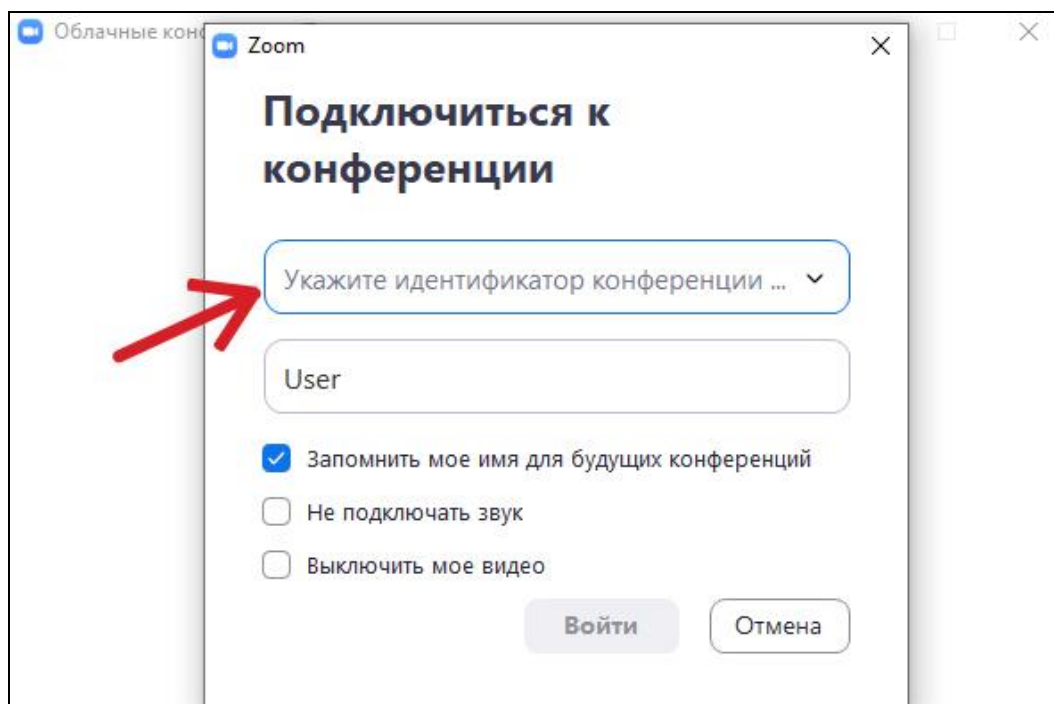 Облачные кон
Zoom
Подключиться к
конференции
Укажите идентификатор конференции ...
User
Запомнить мое имя для будущих конференций
Не подключать звук
Выключить мое видео
Войти
Отмена